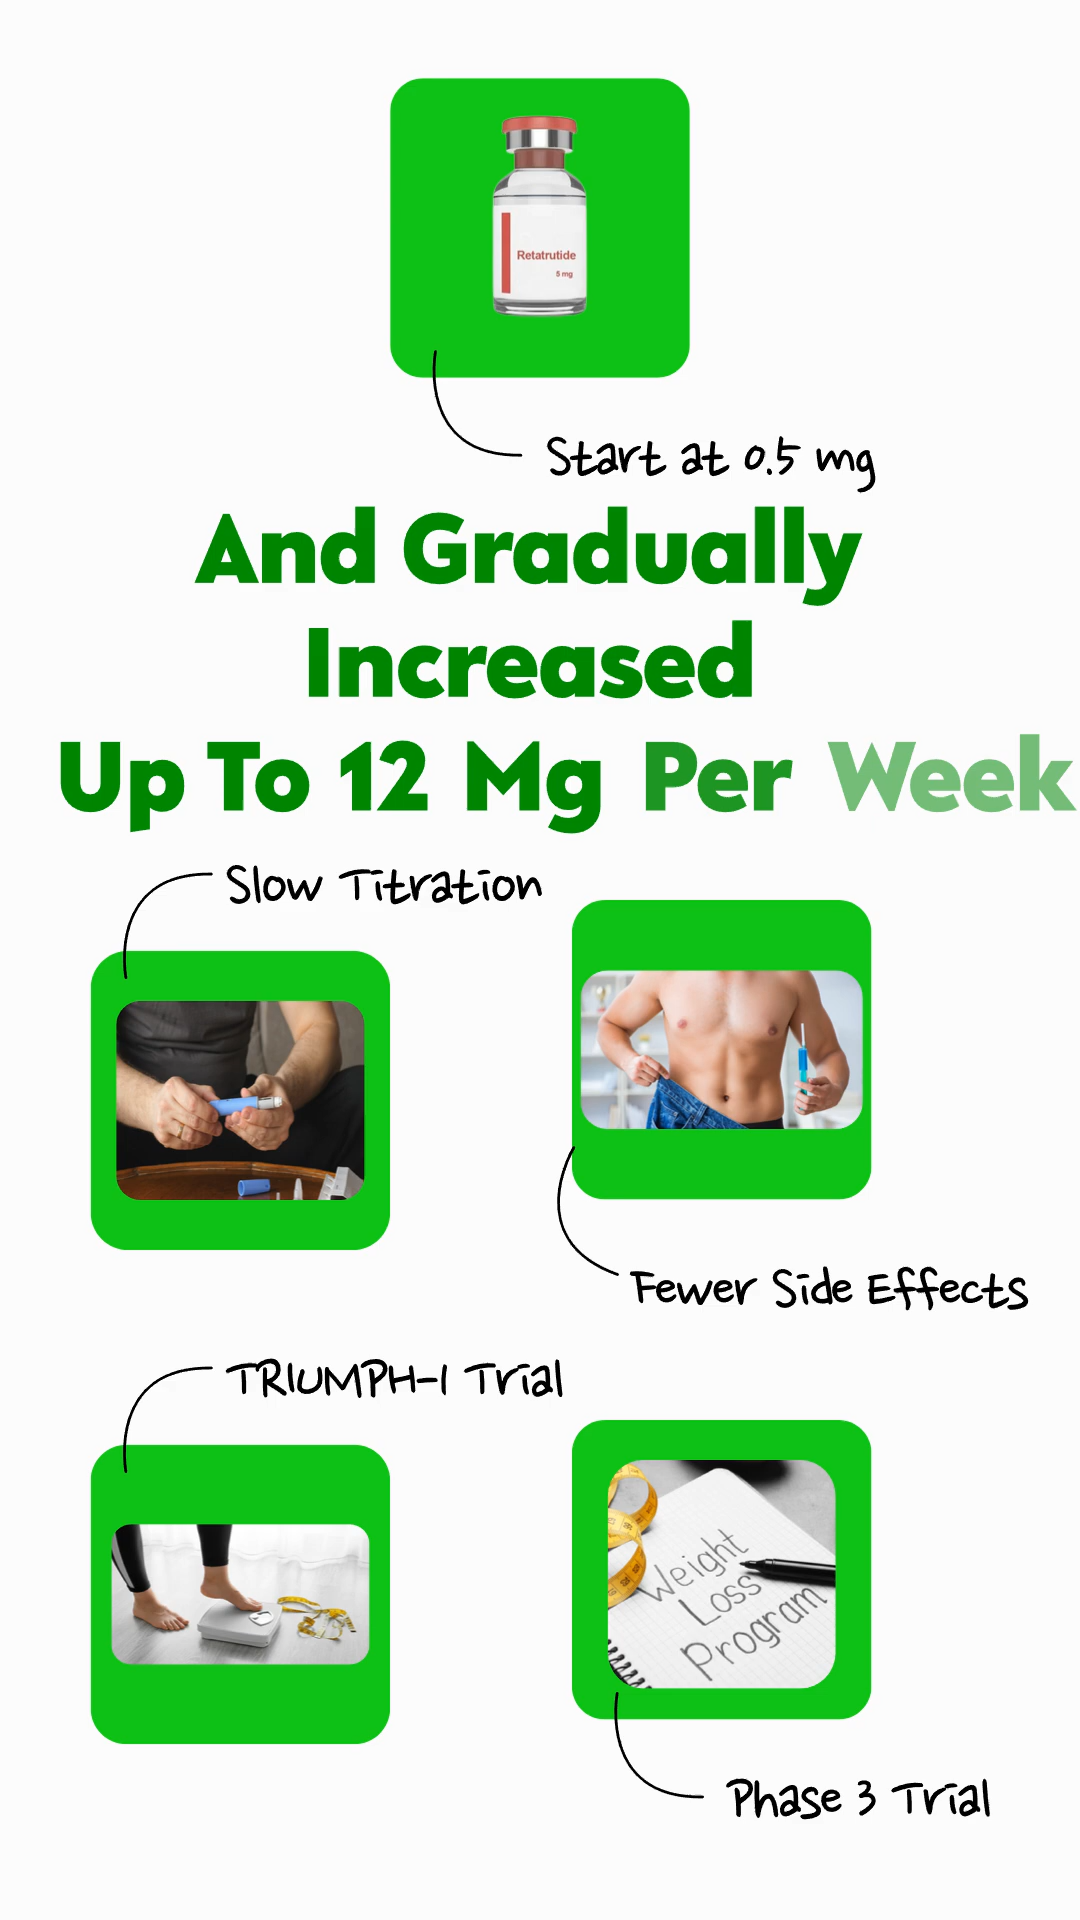 Retatrutide
5 mg
Start at 0.5 mg
And Gradually
Increased
Up To 12 Mg Per Week
Slow Titration
Fewer Side Effects
TRIUMPH-1 Trial
Weight
Loss
Program
Phase 3 Trial